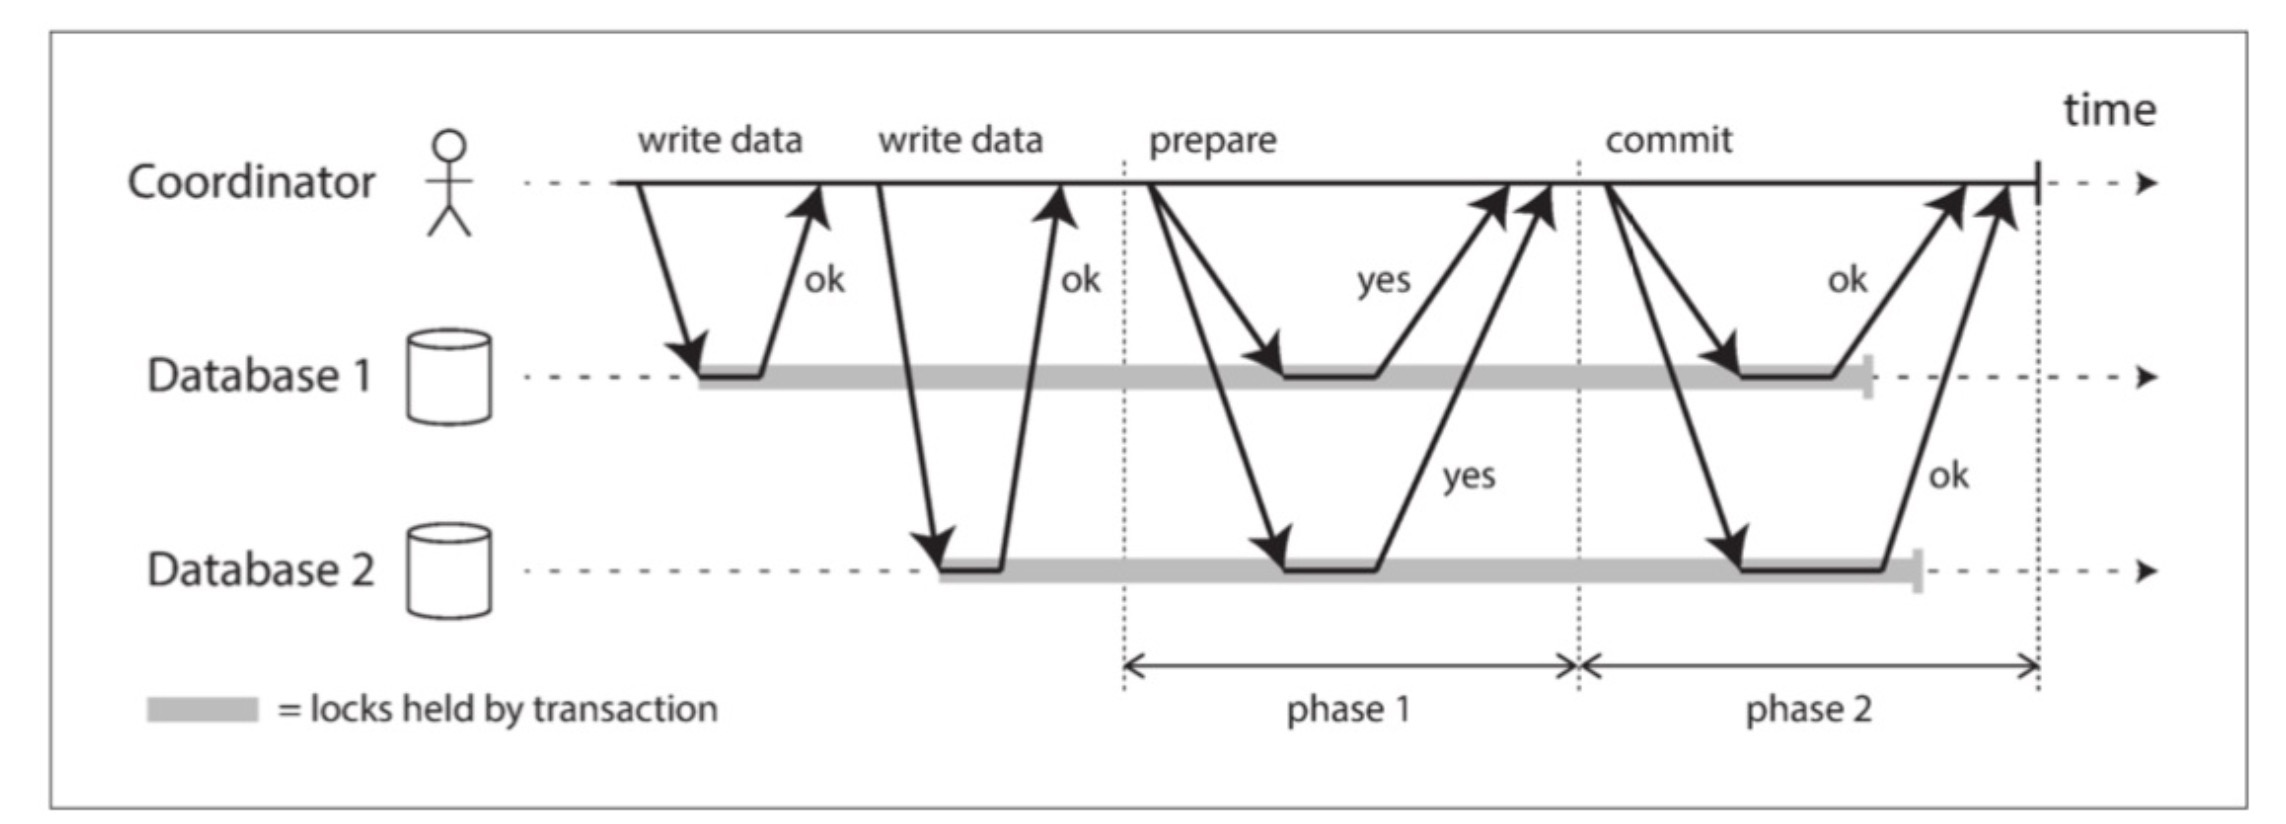 time
write data
write data
prepare
commit
Coordinator
ok
ok
yes
ok
Database 1
yes
ok
Database 2
= locks held by transaction
phase 1
phase 2